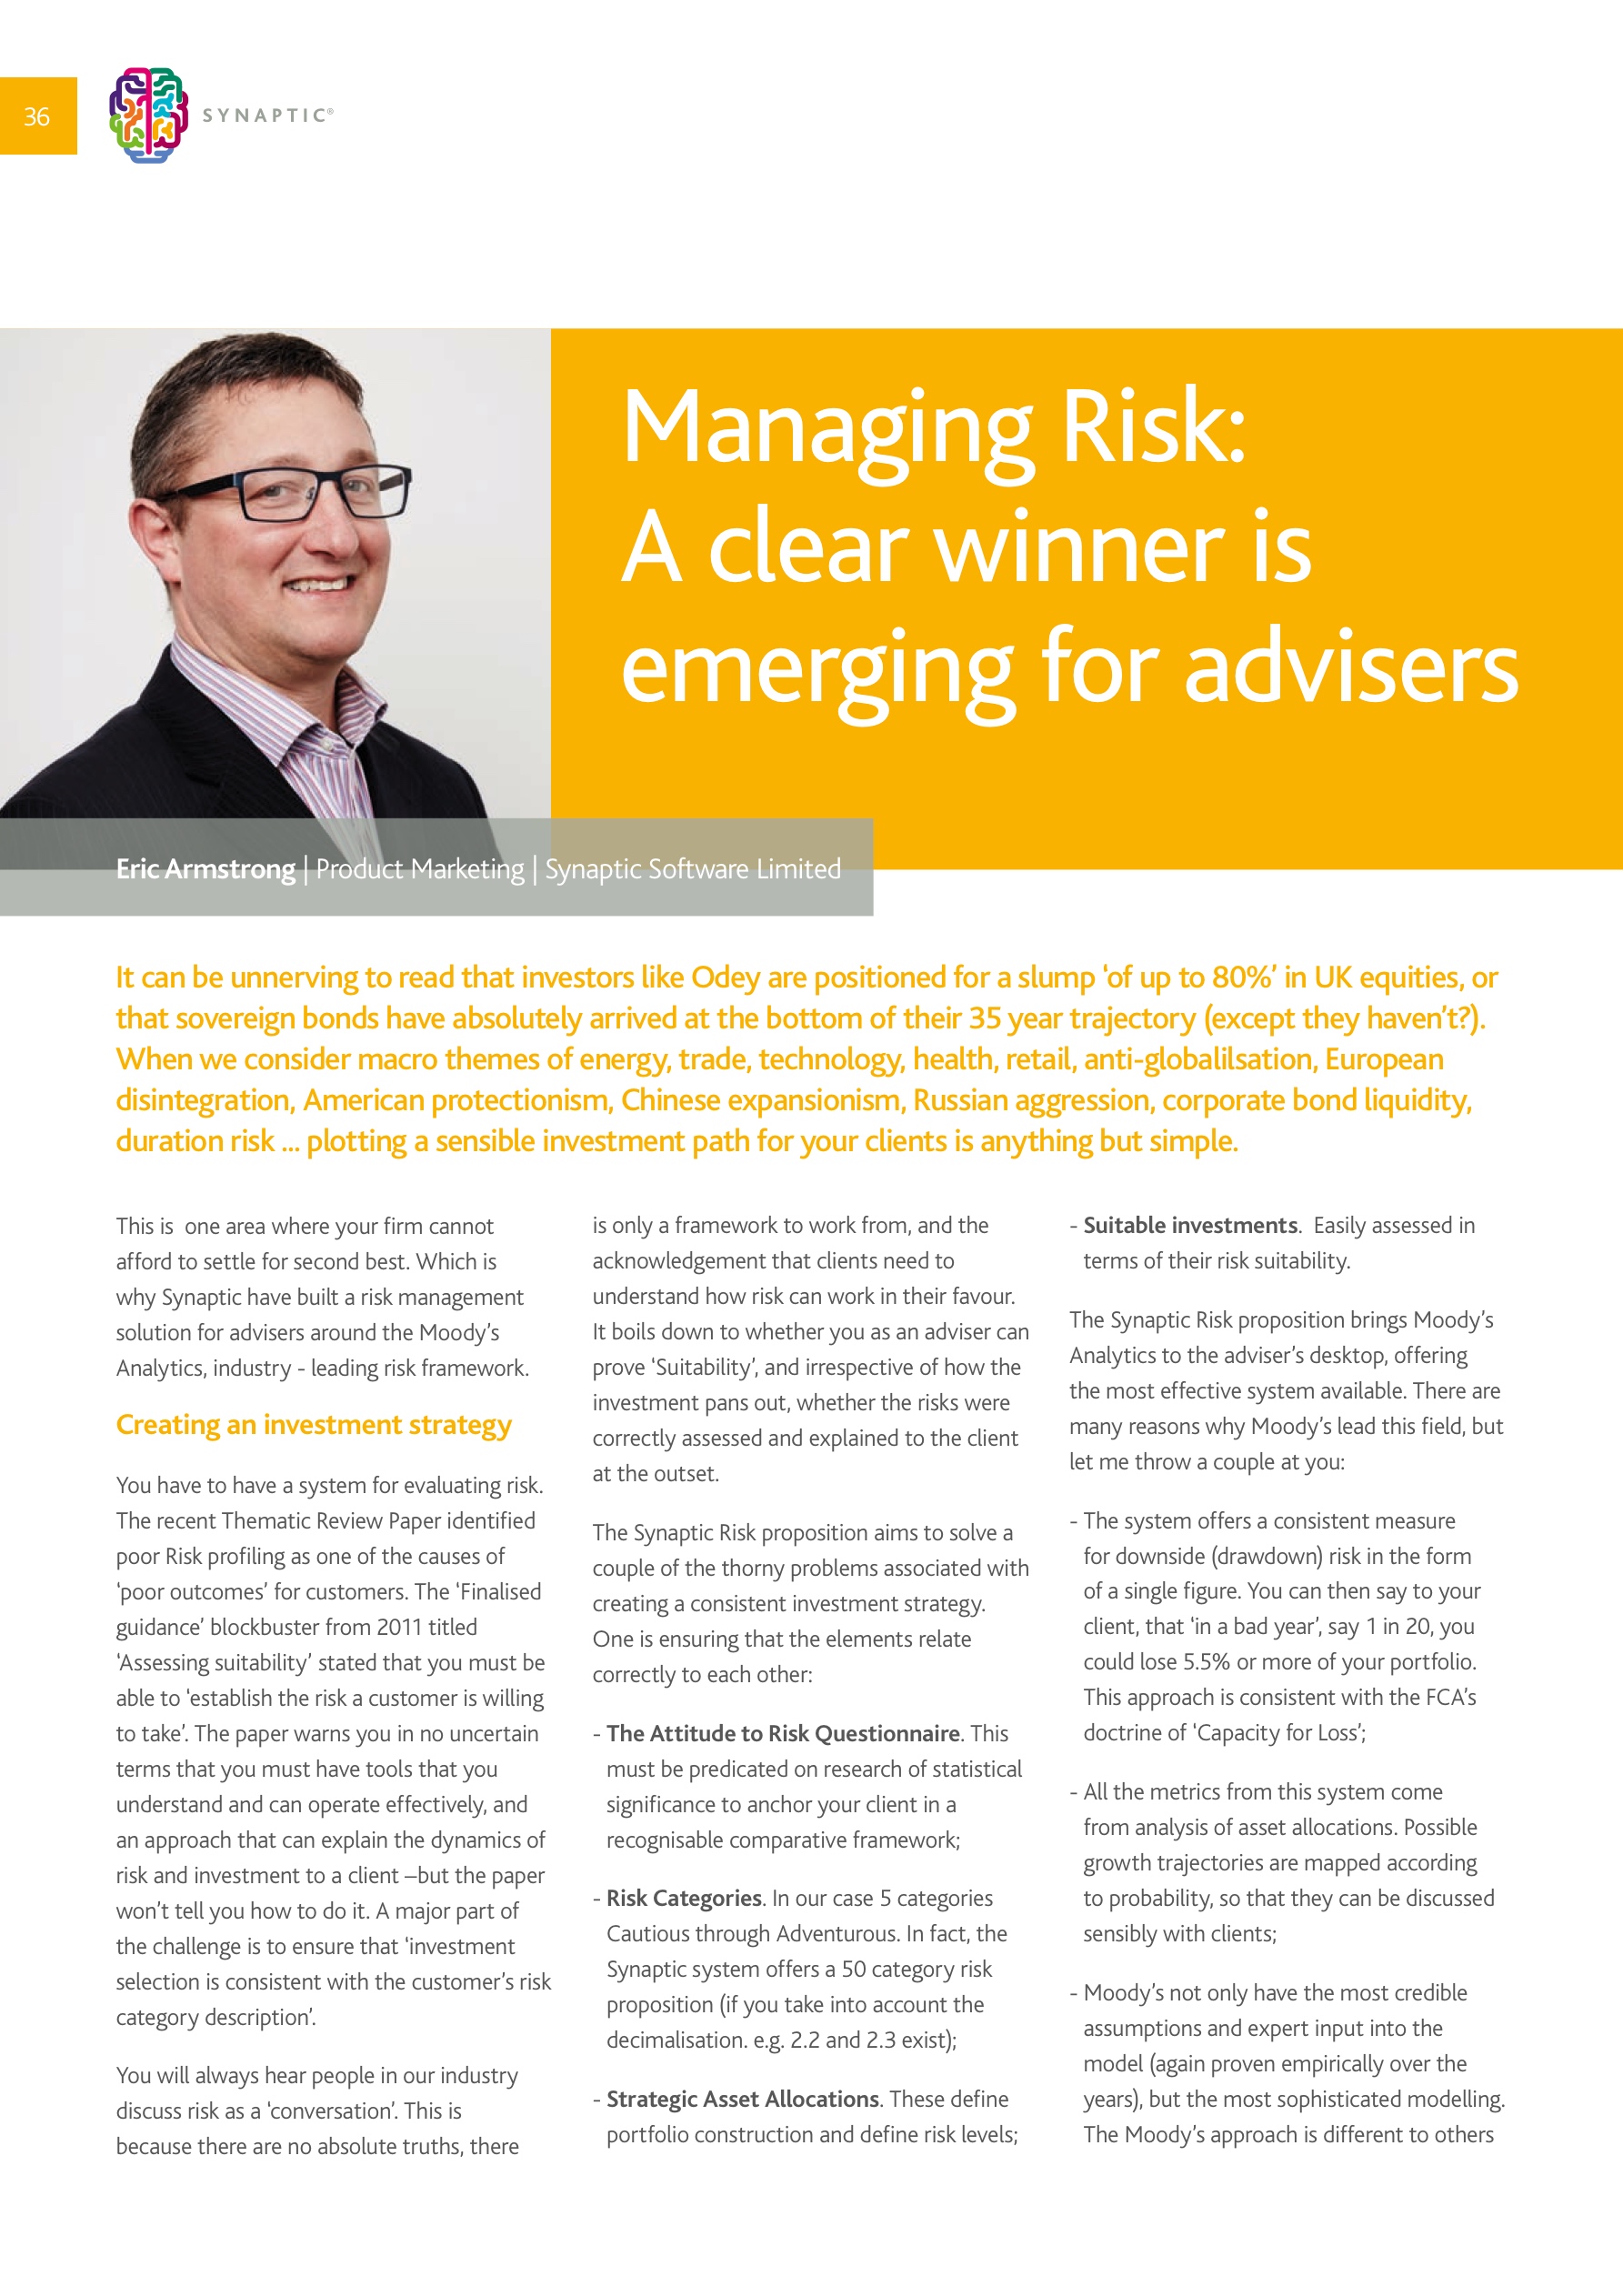 36
SYNAPTIC®
Managing Risk:
A clear winner is
emerging for advisers
Eric Armstrong | Product Marketing | Synaptic Software Limited
It can be unnerving to read that investors like Odey are positioned for a slump ‘of up to 80%’ in UK equities, or
that sovereign bonds have absolutely arrived at the bottom of their 35 year trajectory (except they haven’t?).
When we consider macro themes of energy, trade, technology, health, retail, anti-globalilsation, European
disintegration, American protectionism, Chinese expansionism, Russian aggression, corporate bond liquidity,
duration risk ... plotting a sensible investment path for your clients is anything but simple.
This is  one area where your firm cannot
afford to settle for second best. Which is
why Synaptic have built a risk management
solution for advisers around the Moody’s
Analytics, industry - leading risk framework.
Creating an investment strategy
You have to have a system for evaluating risk.
The recent Thematic Review Paper identified
poor Risk profiling as one of the causes of
‘poor outcomes’ for customers. The ‘Finalised
guidance’ blockbuster from 2011 titled
‘Assessing suitability’ stated that you must be
able to ‘establish the risk a customer is willing
to take’. The paper warns you in no uncertain
terms that you must have tools that you
understand and can operate effectively, and
an approach that can explain the dynamics of
risk and investment to a client –but the paper
won’t tell you how to do it. A major part of
the challenge is to ensure that ‘investment
selection is consistent with the customer’s risk
category description’.
You will always hear people in our industry
discuss risk as a ‘conversation’. This is
because there are no absolute truths, there
is only a framework to work from, and the
acknowledgement that clients need to
understand how risk can work in their favour.
It boils down to whether you as an adviser can
prove ‘Suitability’, and irrespective of how the
investment pans out, whether the risks were
correctly assessed and explained to the client
at the outset.
The Synaptic Risk proposition aims to solve a
couple of the thorny problems associated with
creating a consistent investment strategy.
One is ensuring that the elements relate
correctly to each other:
- The Attitude to Risk Questionnaire. This
must be predicated on research of statistical
significance to anchor your client in a
recognisable comparative framework;
- Risk Categories. In our case 5 categories
Cautious through Adventurous. In fact, the
Synaptic system offers a 50 category risk
proposition (if you take into account the
decimalisation. e.g. 2.2 and 2.3 exist);
- Strategic Asset Allocations. These define
portfolio construction and define risk levels;
- Suitable investments.  Easily assessed in
terms of their risk suitability.
The Synaptic Risk proposition brings Moody’s
Analytics to the adviser’s desktop, offering
the most effective system available. There are
many reasons why Moody’s lead this field, but
let me throw a couple at you:
- The system offers a consistent measure
for downside (drawdown) risk in the form
of a single figure. You can then say to your
client, that ‘in a bad year’, say 1 in 20, you
could lose 5.5% or more of your portfolio.
This approach is consistent with the FCA’s
doctrine of ‘Capacity for Loss’;
- All the metrics from this system come
from analysis of asset allocations. Possible
growth trajectories are mapped according
to probability, so that they can be discussed
sensibly with clients;
- Moody’s not only have the most credible
assumptions and expert input into the
model (again proven empirically over the
years), but the most sophisticated modelling.
The Moody’s approach is different to others